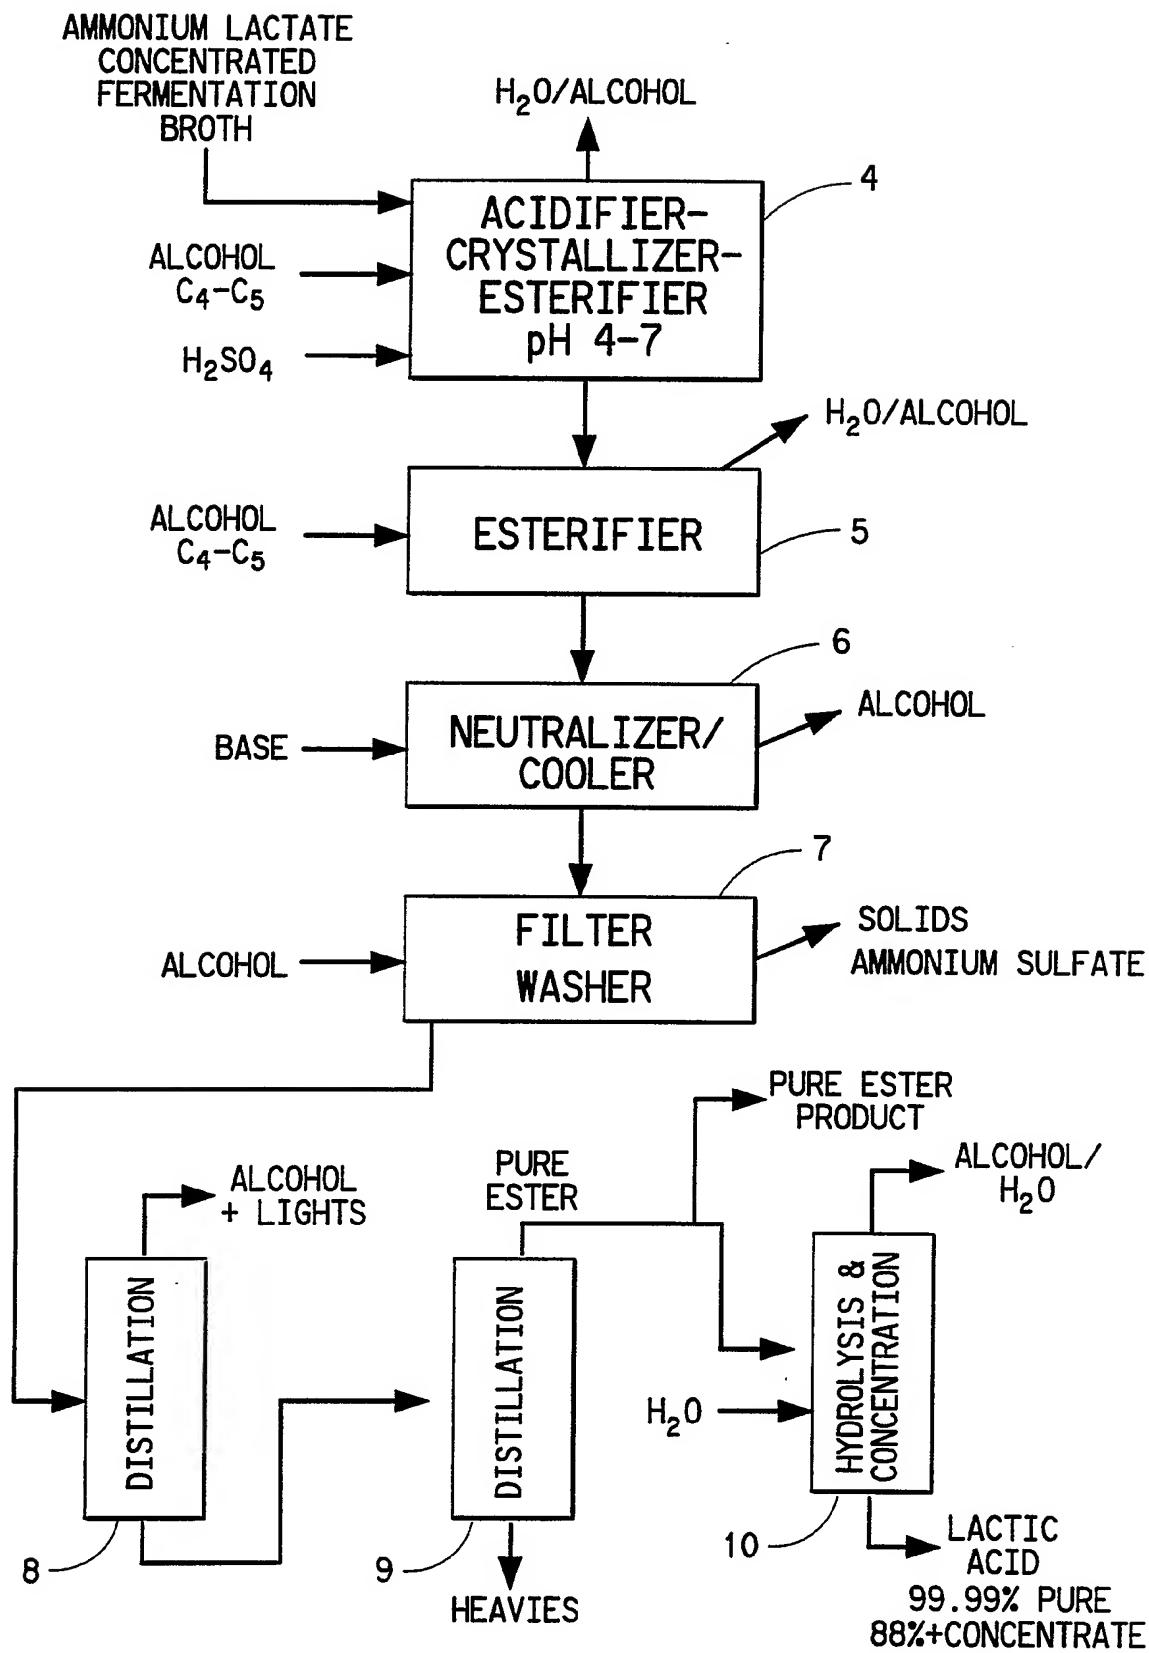 AMMONIUM LACTATE
CONCENTRATED
FERMENTATION
BROTH
H₂O/ALCOHOL
4
ACIDIFIER-
CRYSTALLIZER-
ESTERIFIER
pH 4-7
ALCOHOL
C₄-C₅
H₂SO₄
H₂O/ALCOHOL
ALCOHOL
C₄-C₅
ESTERIFIER
5
6
BASE
NEUTRALIZER/
COOLER
ALCOHOL
7
ALCOHOL
FILTER
WASHER
SOLIDS
AMMONIUM SULFATE
PURE ESTER
PRODUCT
ALCOHOL
+ LIGHTS
PURE
ESTER
ALCOHOL/
H₂O
DISTILLATION
DISTILLATION
H₂O
HYDROLYSIS &
CONCENTRATION
8
9
10
HEAVIES
LACTIC
ACID
99.99% PURE
88%+CONCENTRATE